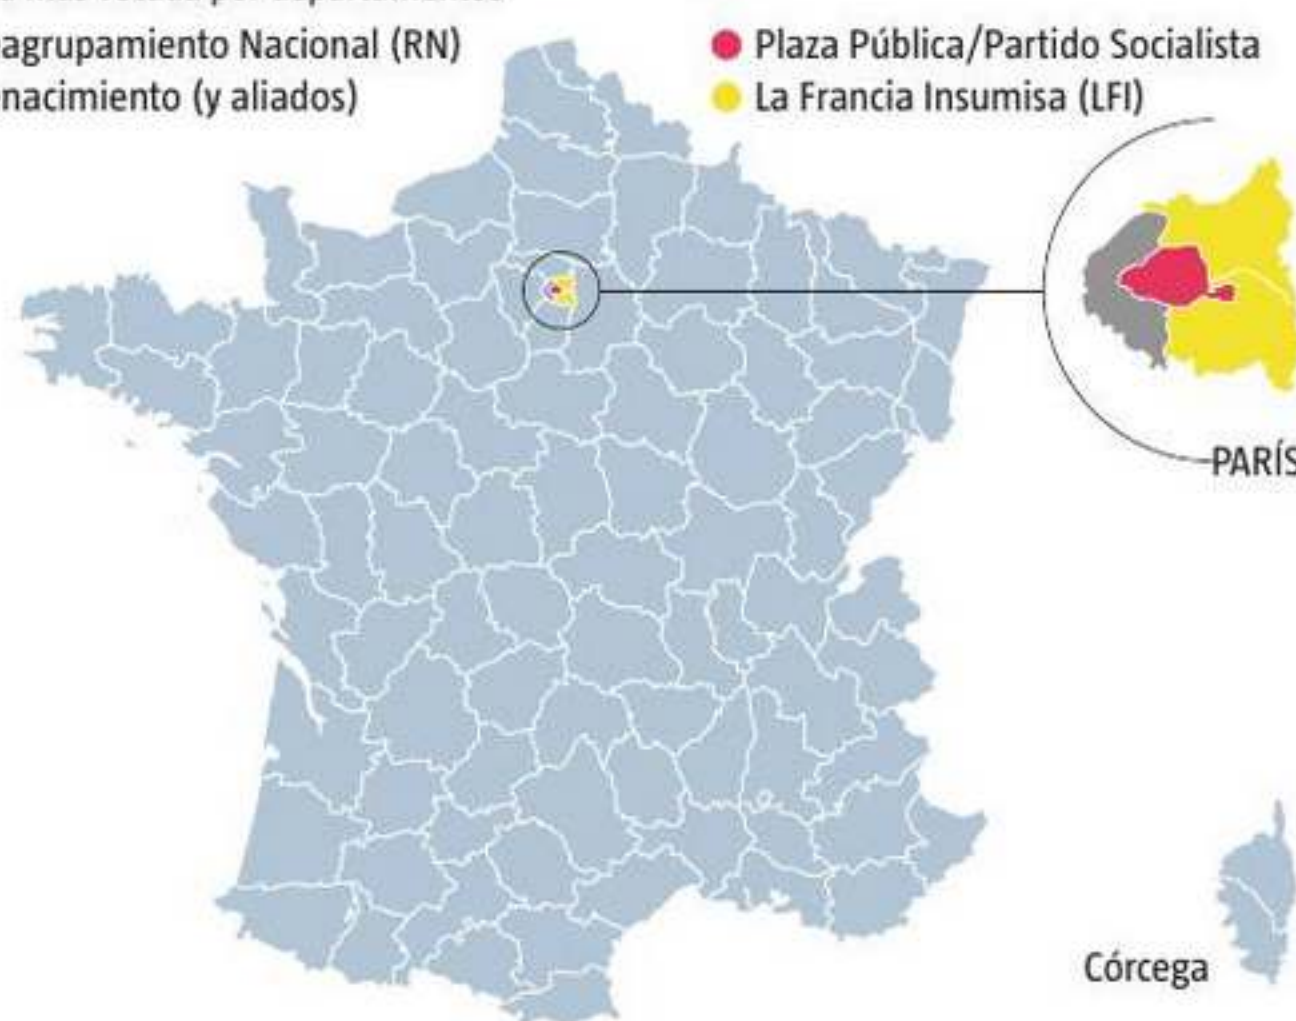 agrupamiento Nacional (RN)
nacimiento (y aliados)
Plaza Pública/Partido Socialista
La Francia Insumisa (LFI)
PARÍS
Córcega